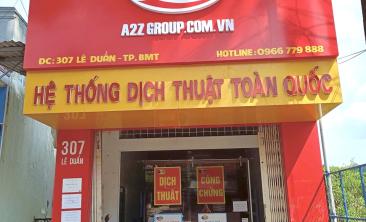 A2Z GROUP.COM.VN
ĐC: 307 LÊ DUẨN - TP.BMT
HOTLINE: 0966 779 888
HỆ THỐNG DỊCH THUẬT TOÀN QUỐC
307
LÊ DUẨN
DỊCH
THUẬT
CÔNG
CHỨNG